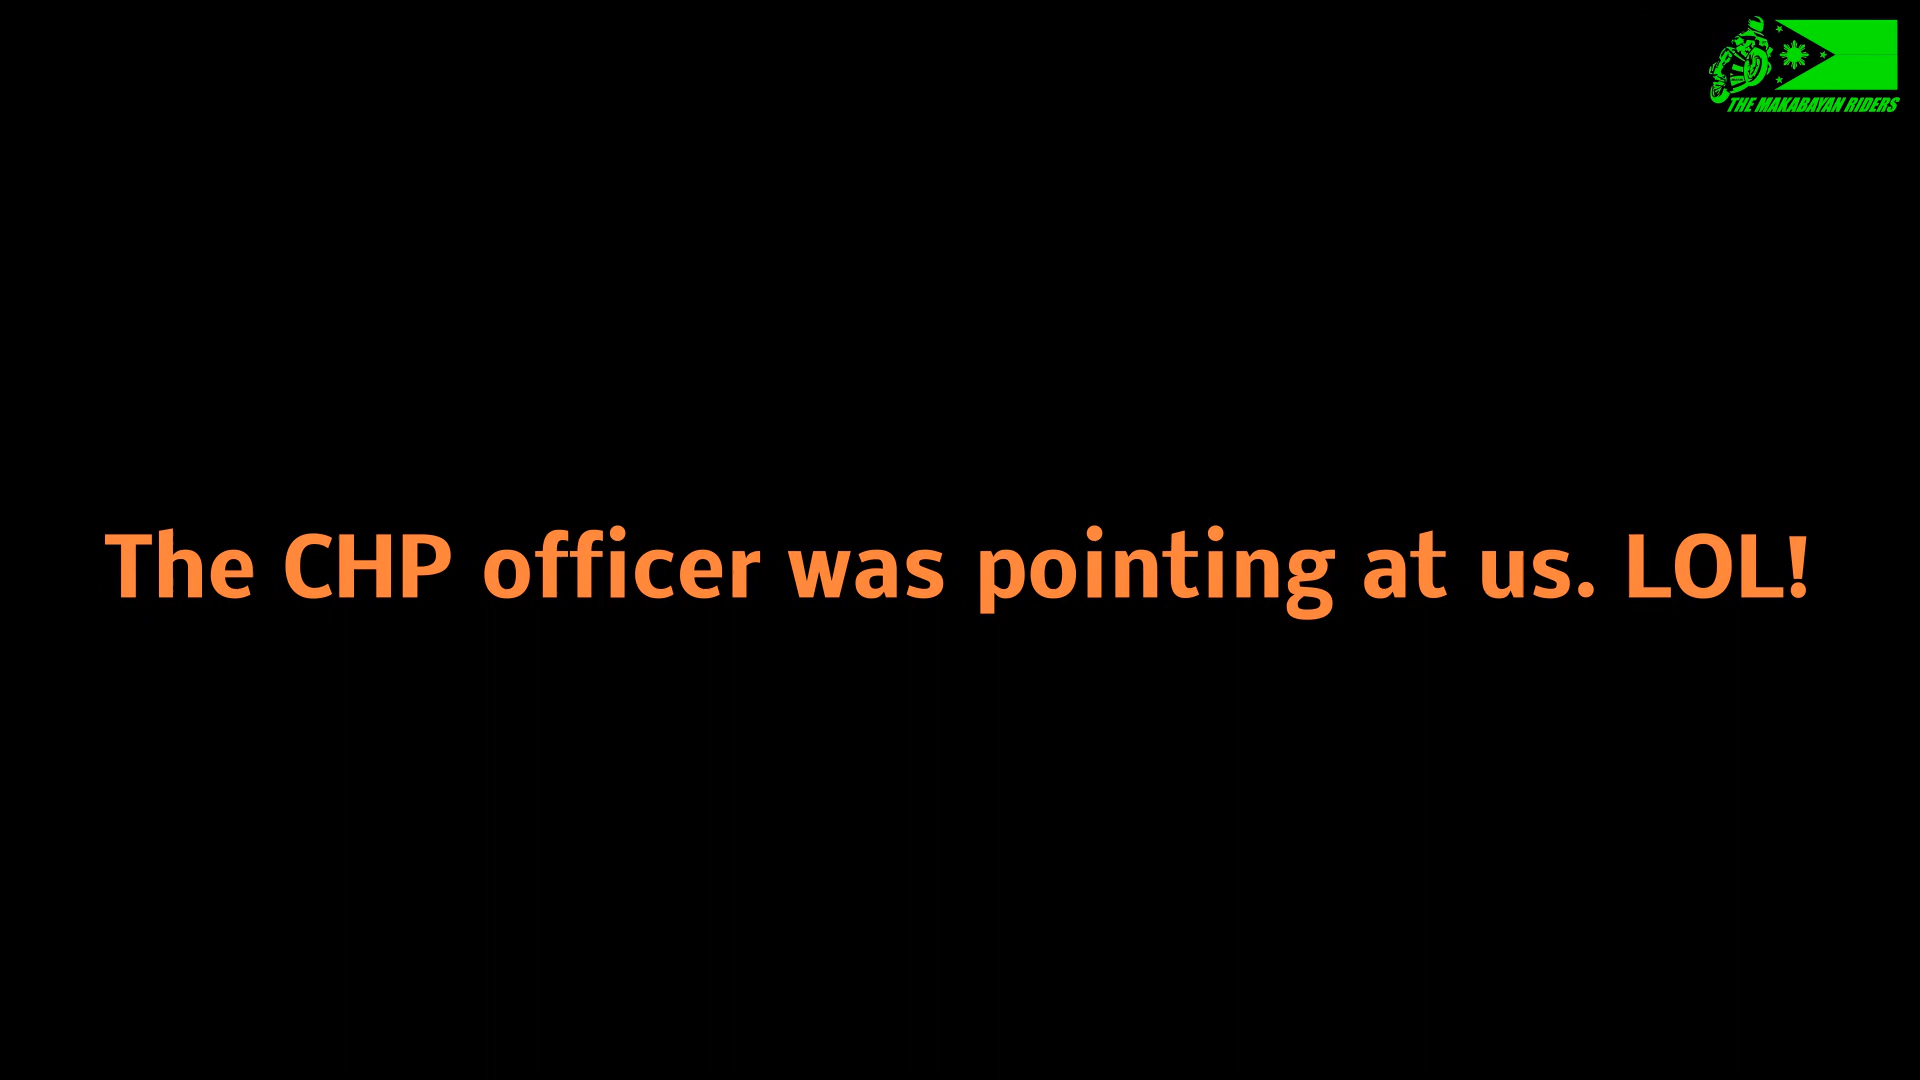 THE MAKABAYAN RIDERS
The CHP officer was pointing at us. LOL!